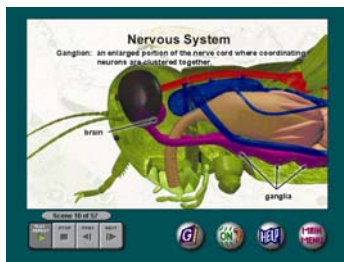 Nervous System
Ganglion: an enlarged portion of the nerve cord where coordinating
neurons are clustered together.
brain
ganglia
Scene 10 of 57
STOP
NEXT
G
ON
HELP
MAIN
MENU